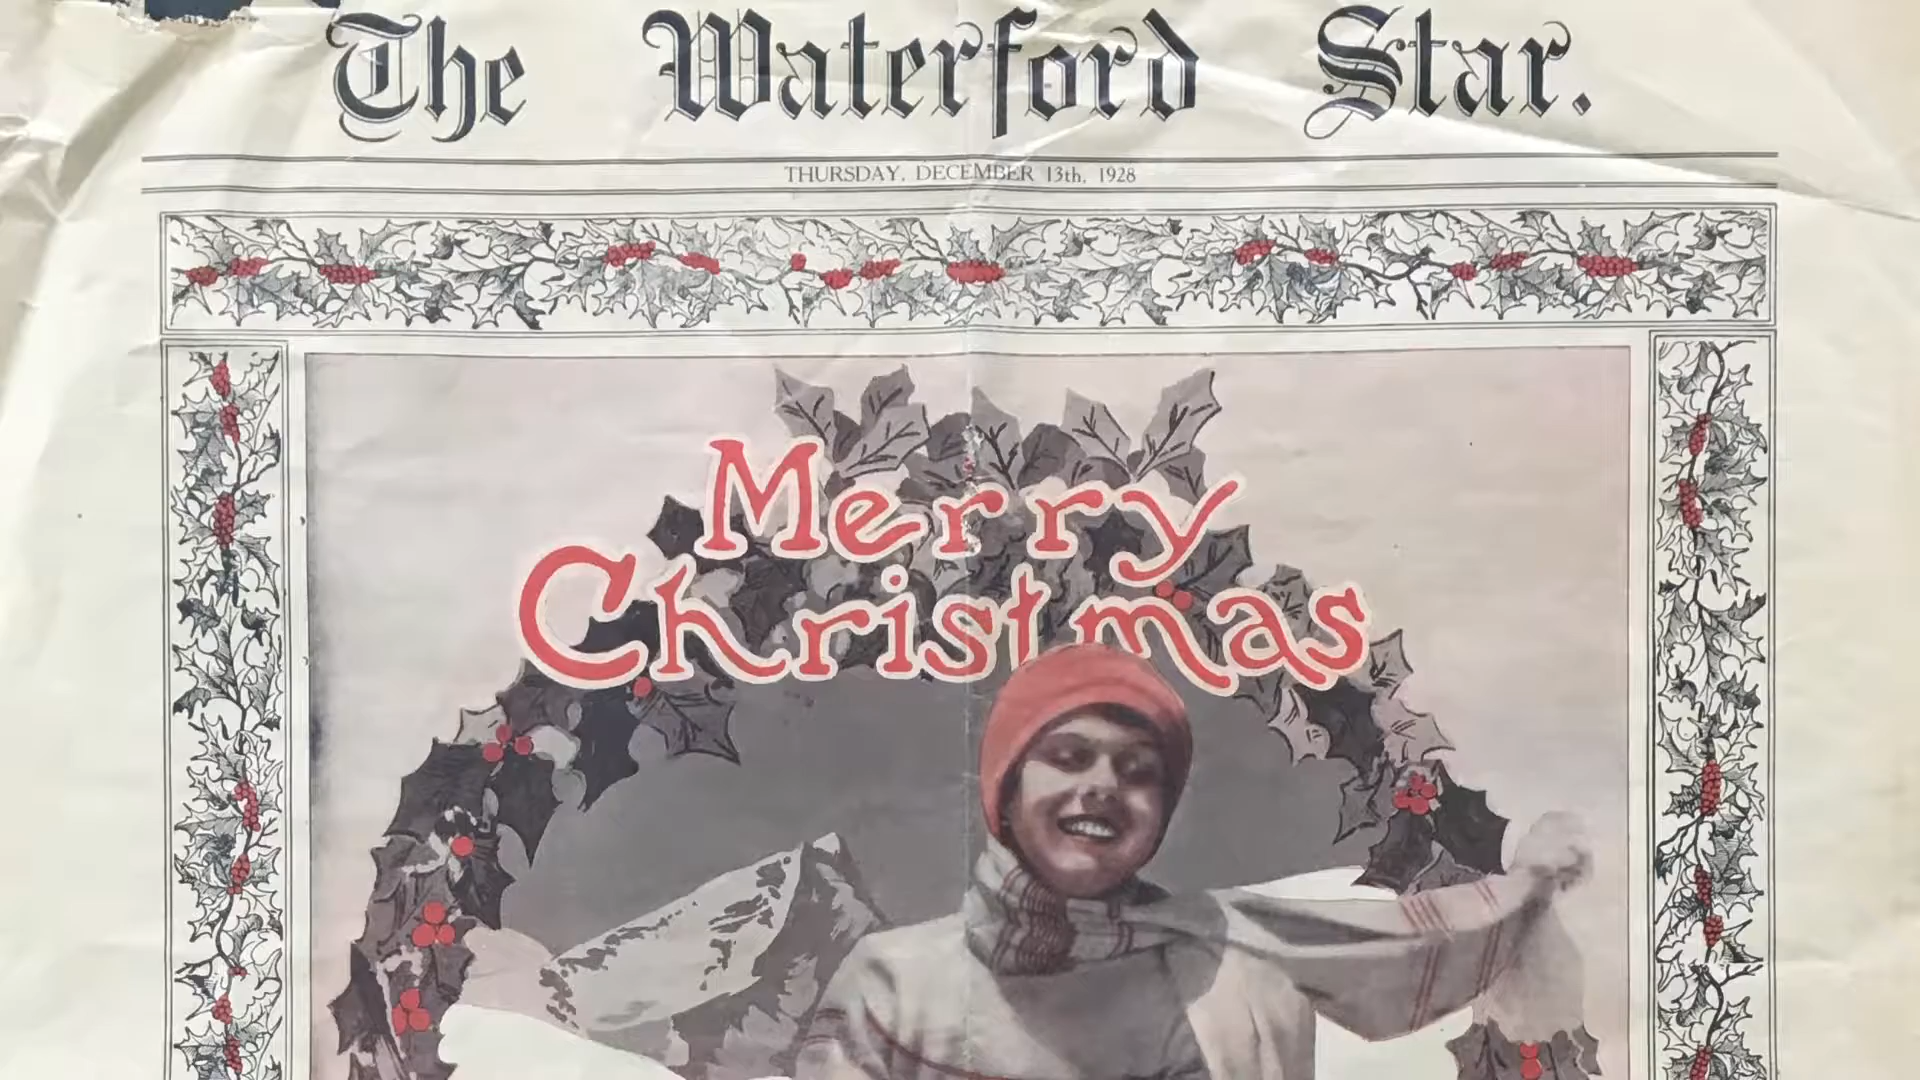 The Waterford Star.
THURSDAY, DECEMBER 13th, 1928
Merry
Christmas